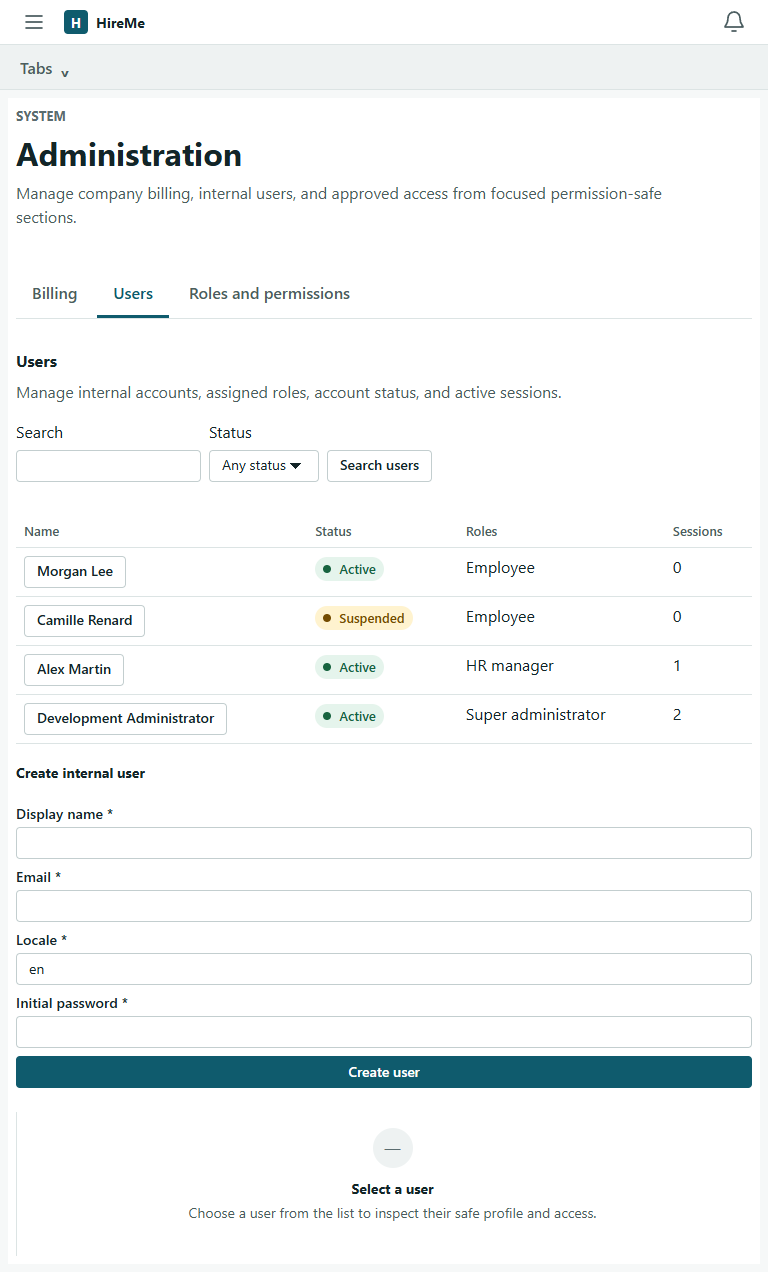 H HireMe
Tabs v
SYSTEM
Administration
Manage company billing, internal users, and approved access from focused permission-safe
sections.
Billing Users Roles and permissions
Users
Manage internal accounts, assigned roles, account status, and active sessions.
Search Status
Any status Search users
Name Status Roles Sessions
Morgan Lee Active Employee 0
Camille Renard Suspended Employee 0
Alex Martin Active HR manager 1
Development Administrator Active Super administrator 2
Create internal user
Display name *
Email *
Locale *
en
Initial password *
Create user
—
Select a user
Choose a user from the list to inspect their safe profile and access.